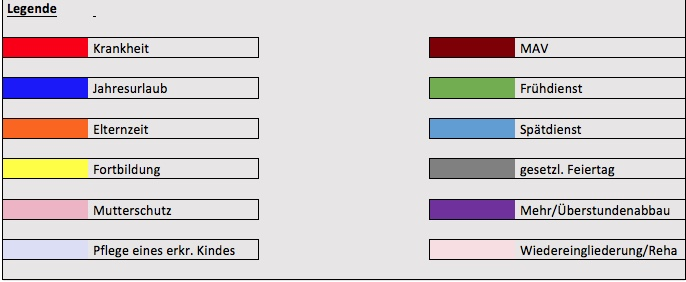 Legende
Krankheit
MAV
Jahresurlaub
Frühdienst
Elternzeit
Spätdienst
Fortbildung
gesetzl. Feiertag
Mutterschutz
Mehr/Überstundenabbau
Pflege eines erkr. Kindes
Wiedereingliederung/Reha